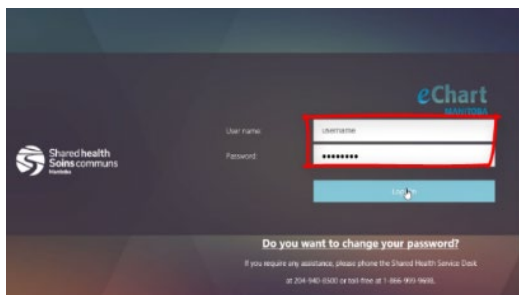 eChart
MANITOBA
User name:
username
Password:
••••••••
Shared health
Soins communs
Manitoba
Do you want to change your password?
If you require any assistance, please phone the Shared Health Service Desk
at 204-940-8500 or toll-free at 1-866-999-9698.